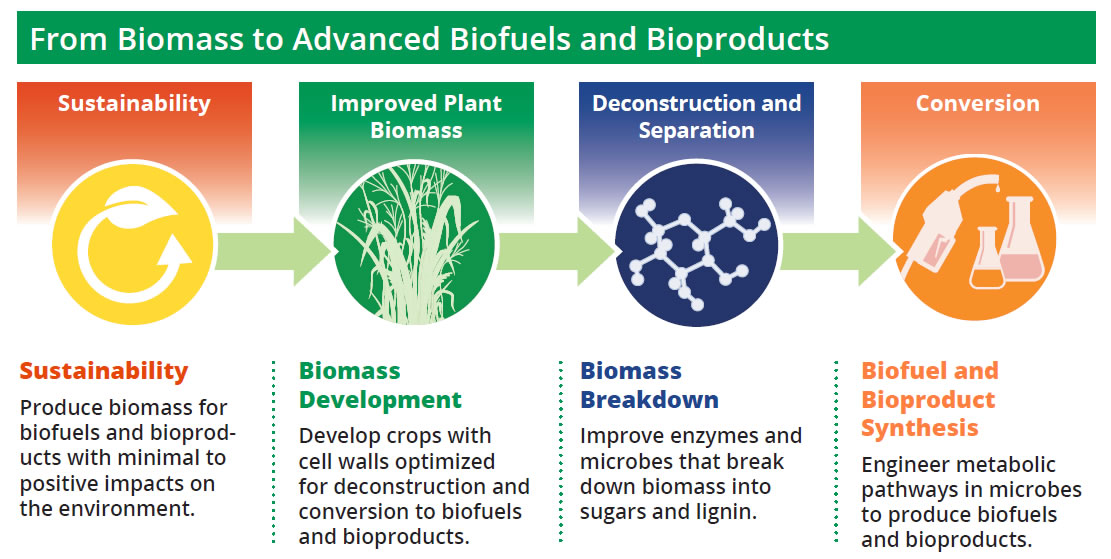 From Biomass to Advanced Biofuels and Bioproducts
Sustainability
Improved Plant
Biomass
Deconstruction and
Separation
Conversion
Sustainability
Produce biomass for
biofuels and bioprod-
ucts with minimal to
positive impacts on
the environment.
Biomass
Development
Develop crops with
cell walls optimized
for deconstruction and
conversion to biofuels
and bioproducts.
Biomass
Breakdown
Improve enzymes and
microbes that break
down biomass into
sugars and lignin.
Biofuel and
Bioproduct
Synthesis
Engineer metabolic
pathways in microbes
to produce biofuels
and bioproducts.